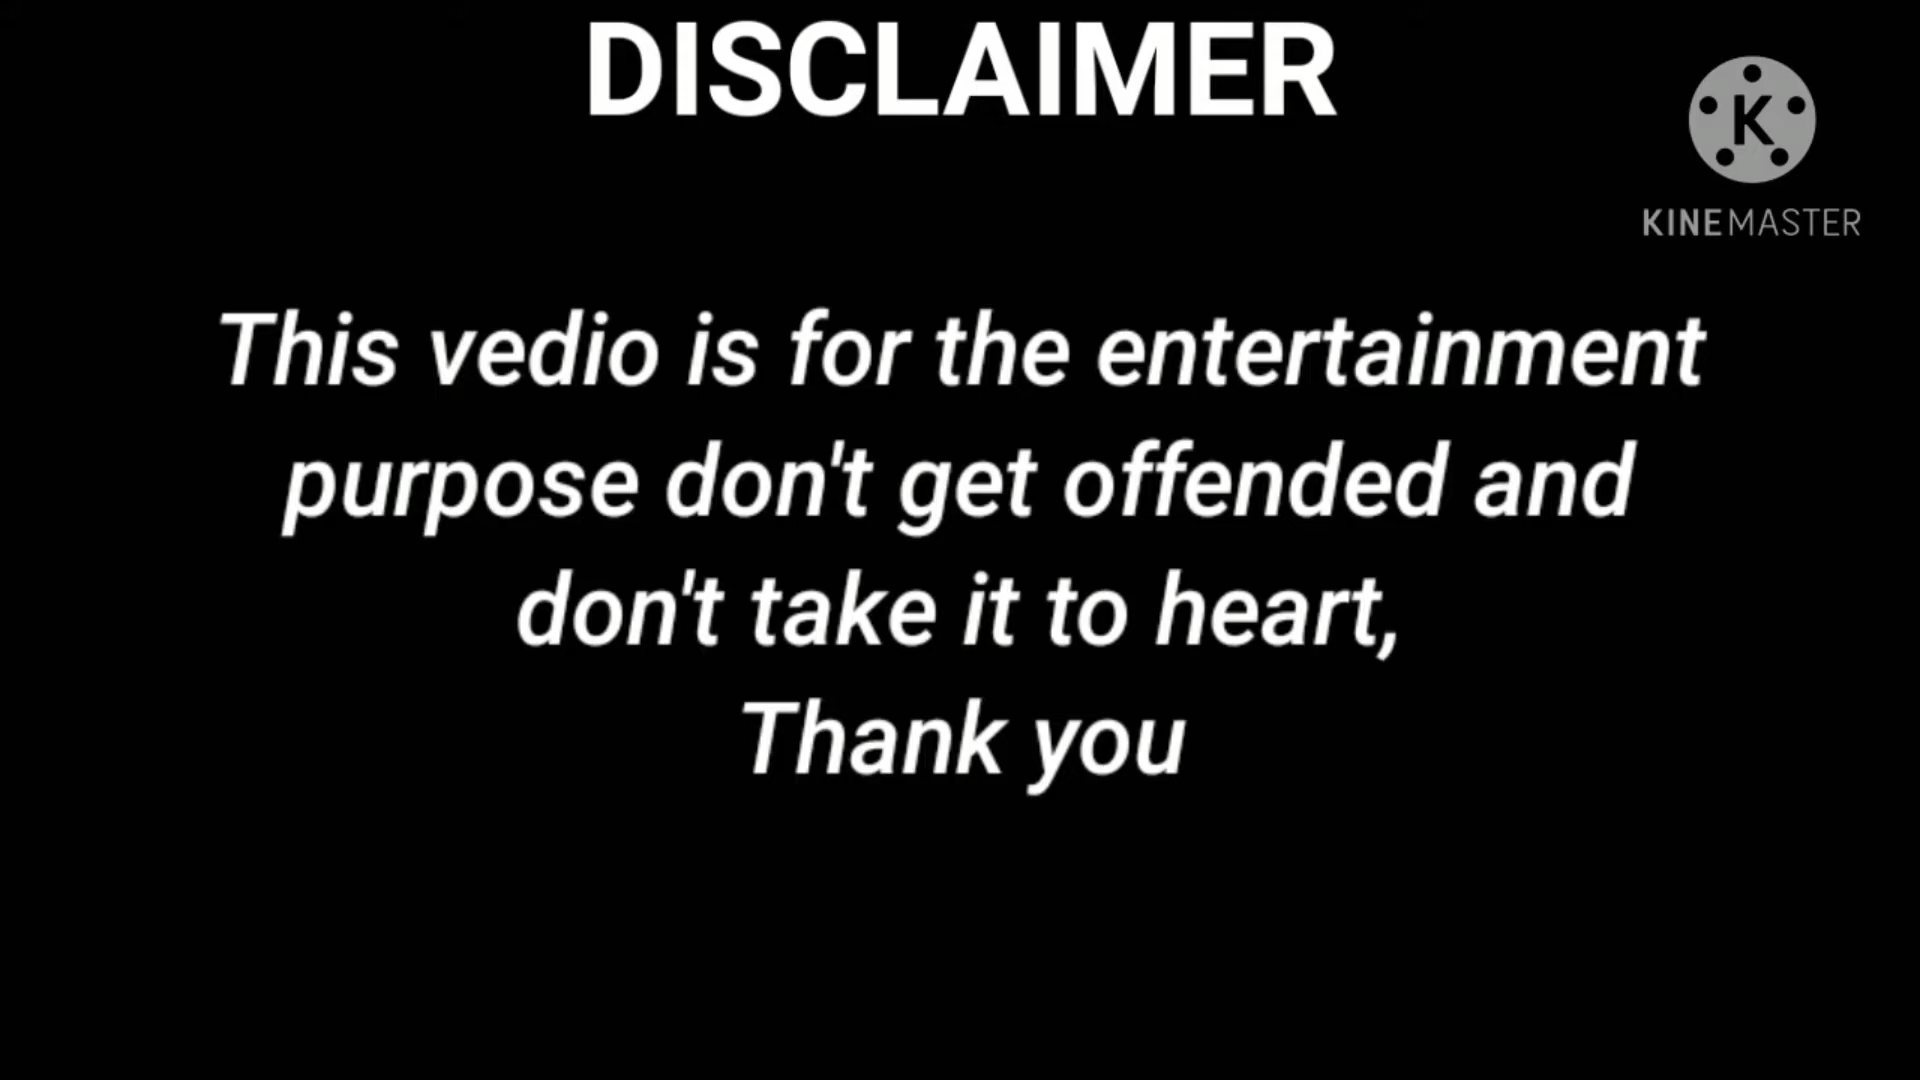 DISCLAIMER
K
KINEMASTER
This vedio is for the entertainment
purpose don't get offended and
don't take it to heart,
Thank you